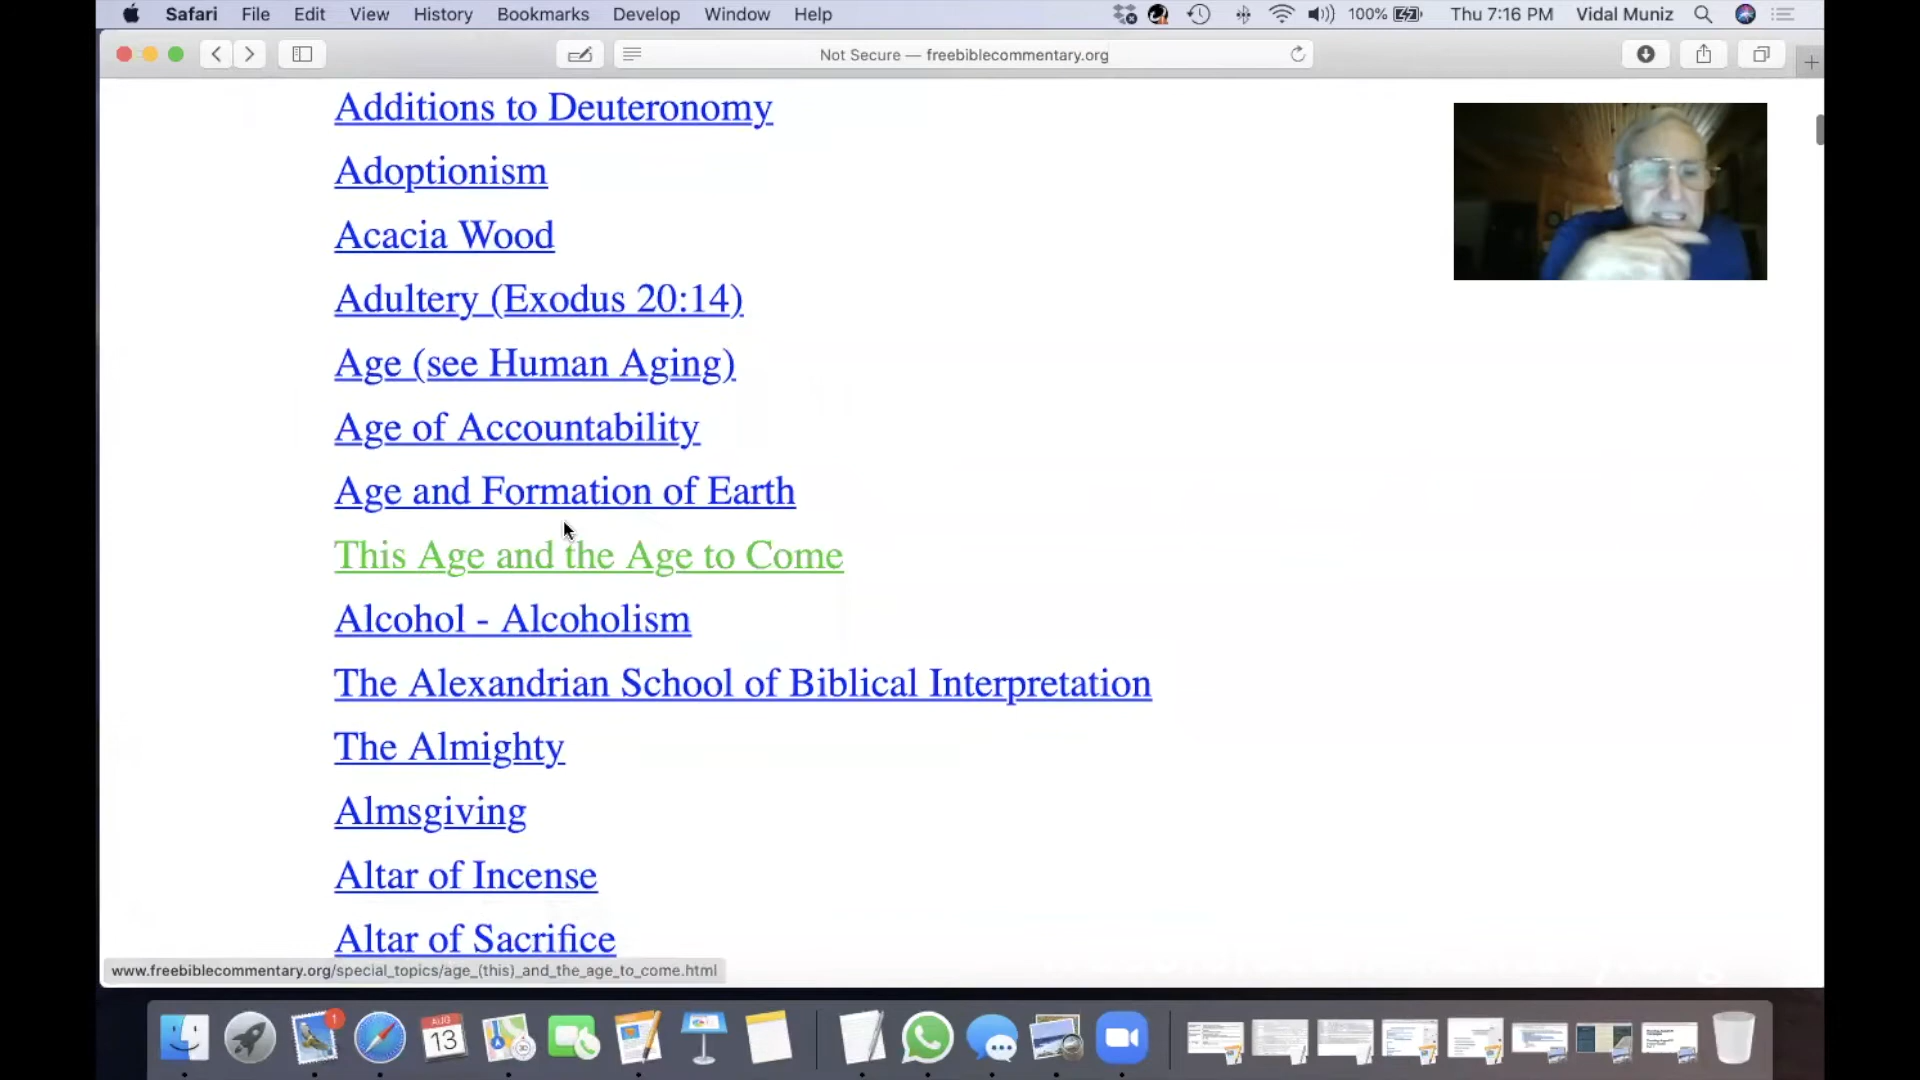 Safari File Edit View History Bookmarks Develop Window Help 100% Thu 7:16 PM Vidal Muniz
Not Secure — freebiblecommentary.org
Additions to Deuteronomy
Adoptionism
Acacia Wood
Adultery (Exodus 20:14)
Age (see Human Aging)
Age of Accountability
Age and Formation of Earth
This Age and the Age to Come
Alcohol - Alcoholism
The Alexandrian School of Biblical Interpretation
The Almighty
Almsgiving
Altar of Incense
Altar of Sacrifice
www.freebiblecommentary.org/special_topics/age_(this)_and_the_age_to_come.html
1
AUG
13